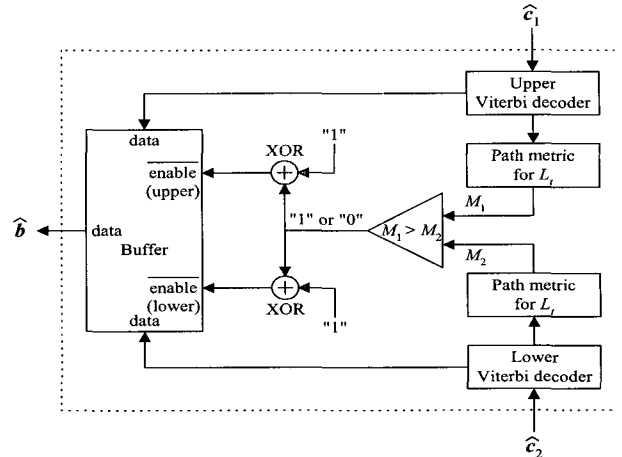 ĉ₁
Upper
Viterbi decoder
data
"1"
XOR
enable
(upper)
Path metric
for Lₜ
M₁
"1" or "0"
M₁ > M₂
b̂
data
Buffer
M₂
enable
(lower)
XOR
"1"
Path metric
for Lₜ
data
Lower
Viterbi decoder
ĉ₂